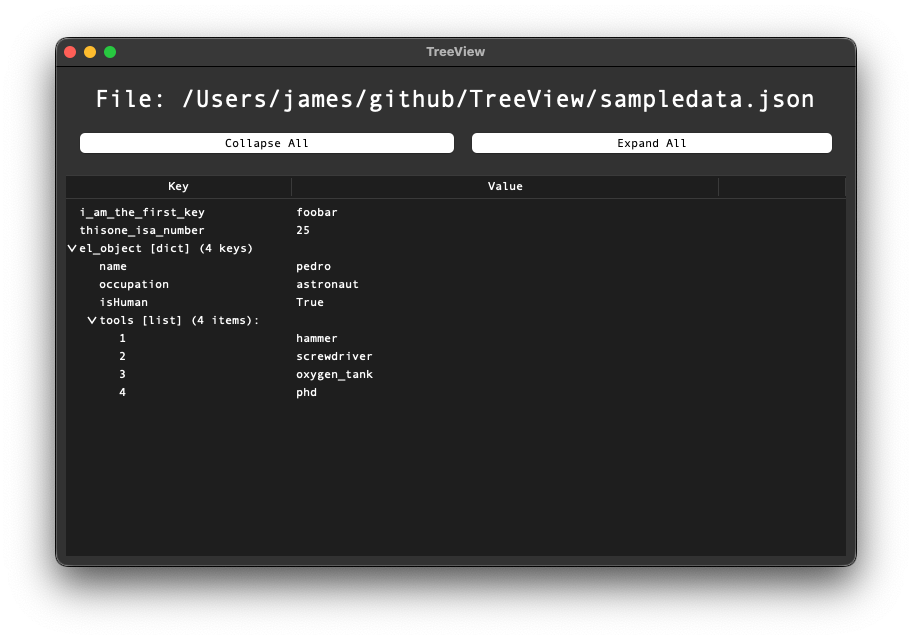 TreeView
File: /Users/james/github/TreeView/sampledata.json
Collapse All Expand All
Key Value
i_am_the_first_key foobar
thisone_isa_number 25
el_object [dict] (4 keys)
name pedro
occupation astronaut
isHuman True
tools [list] (4 items):
1 hammer
2 screwdriver
3 oxygen_tank
4 phd